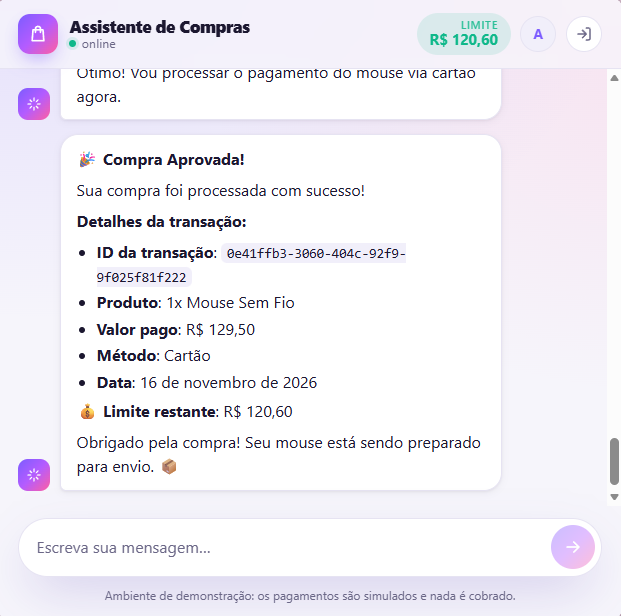 Assistente de Compras
online
LIMITE
R$ 120,60
A
Ótimo! Vou processar o pagamento do mouse via cartão
agora.
🎉 Compra Aprovada!
Sua compra foi processada com sucesso!
Detalhes da transação:
• ID da transação: 0e41ffb3-3060-404c-92f9-
9f025f81f222
• Produto: 1x Mouse Sem Fio
• Valor pago: R$ 129,50
• Método: Cartão
• Data: 16 de novembro de 2026
💰 Limite restante: R$ 120,60
Obrigado pela compra! Seu mouse está sendo preparado
para envio. 📦
Escreva sua mensagem...
Ambiente de demonstração: os pagamentos são simulados e nada é cobrado.